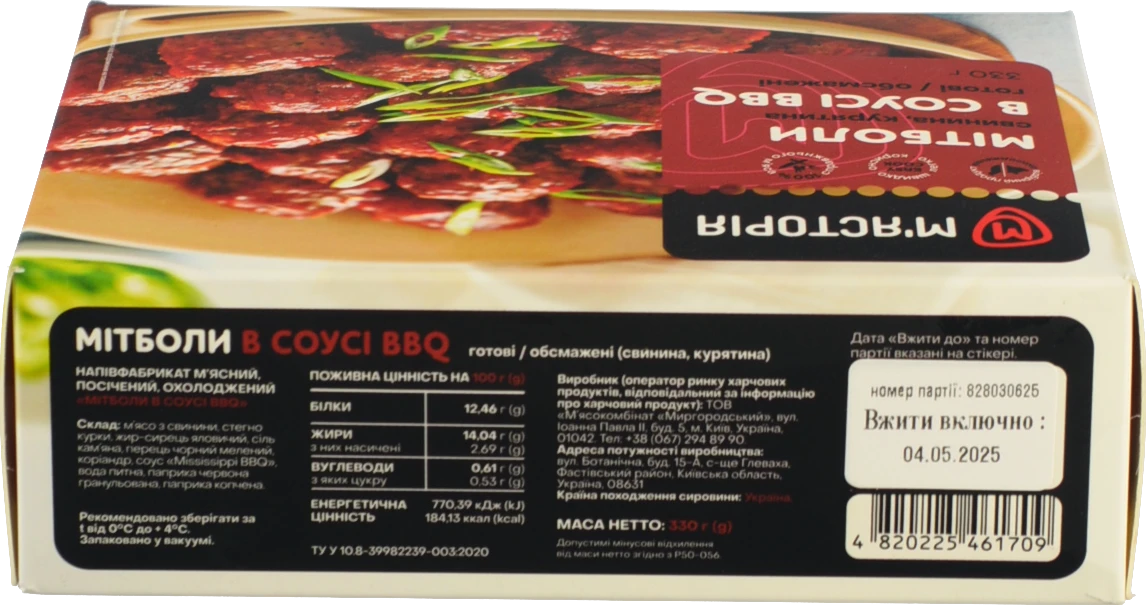 М'ЯСТОРІЯ
МІТБОЛИ
свинина, курятина
В СОУСІ BBQ
готові / обсмажені
330 г
МІТБОЛИ В СОУСІ BBQ готові / обсмажені (свинина, курятина)
НАПІВФАБРИКАТ М'ЯСНИЙ,
ПОСІЧЕНИЙ, ОХОЛОДЖЕНИЙ
«МІТБОЛИ В СОУСІ BBQ»
Склад: м'ясо з свинини, стегно
курки, жир-сирець яловичий, сіль
кам'яна, перець чорний мелений,
коріандр, соус «Mississippi BBQ»,
вода питна, паприка червона
гранульована, паприка копчена.
Рекомендовано зберігати за
t від 0°C до + 4°C.
Запаковано у вакуумі.
ПОЖИВНА ЦІННІСТЬ НА 100 г (g)
БІЛКИ 12,46 г (g)
ЖИРИ 14,04 г (g)
з них насичені 2.69 г (g)
ВУГЛЕВОДИ 0,61 г (g)
з яких цукру 0,53 г (g)
ЕНЕРГЕТИЧНА 770,39 кДж (kJ)
ЦІННІСТЬ 184,13 ккал (kcal)
ТУ У 10.8-39982239-003:2020
Виробник (оператор ринку харчових
продуктів, відповідальний за інформацію
про харчовий продукт): ТОВ
«М'ясокомбінат «Миргородський», вул.
Іоанна Павла ІІ, буд. 5, м. Київ, Україна,
01042. Тел: +38 (067) 294 89 90.
Адреса потужності виробництва:
вул. Ботанічна, буд. 15-А, с-ще Глеваха,
Фастівський район, Київська область,
Україна, 08631
Країна походження сировини: Україна
МАСА НЕТТО: 330 г (g)
Допустимі мінусові відхилення
від маси нетто згідно з Р50-056.
Дата «Вжити до» та номер
партії вказані на стікері.
номер партії: 828030625
Вжити включно :
04.05.2025
4 820225 461709